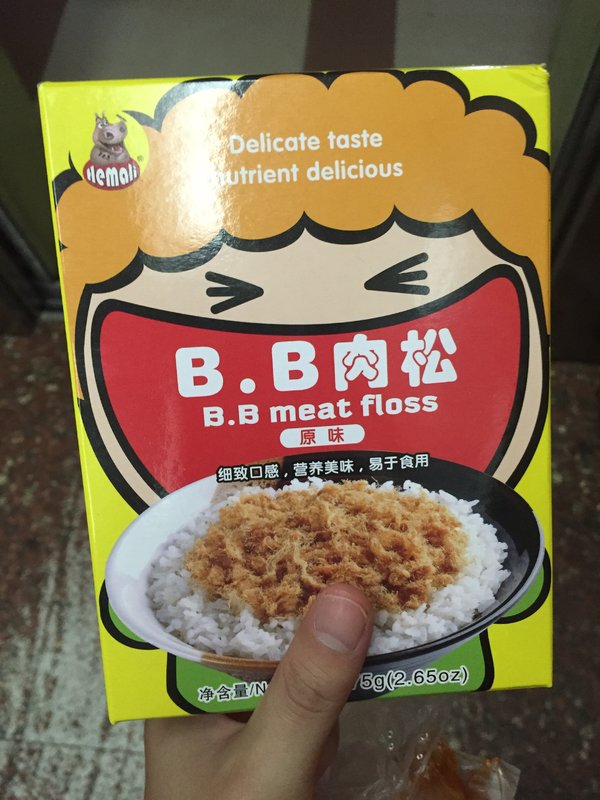 Hemali
Delicate taste
nutrient delicious
B.B肉松
B.B meat floss
原味
细致口感，营养美味，易于食用
净含量/N 75g(2.65oz)